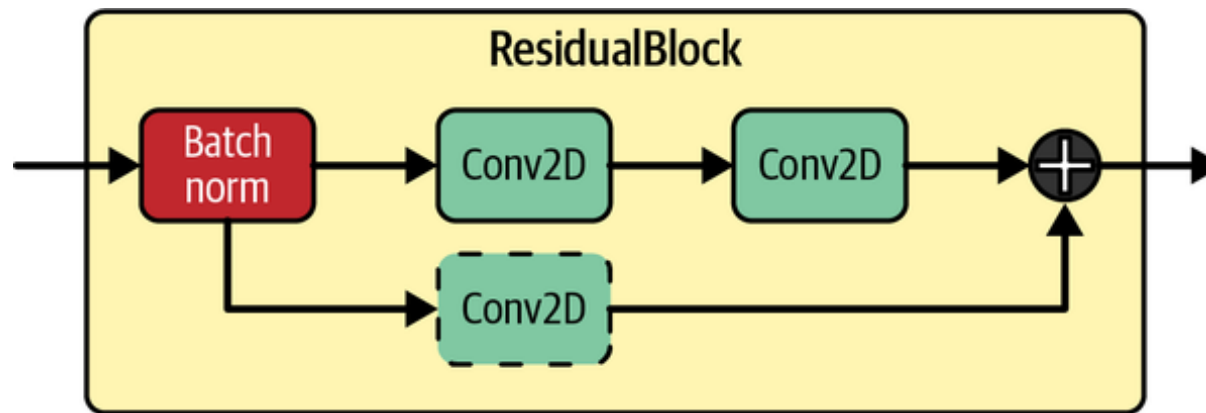 ResidualBlock
Batch
norm
Conv2D
Conv2D
Conv2D